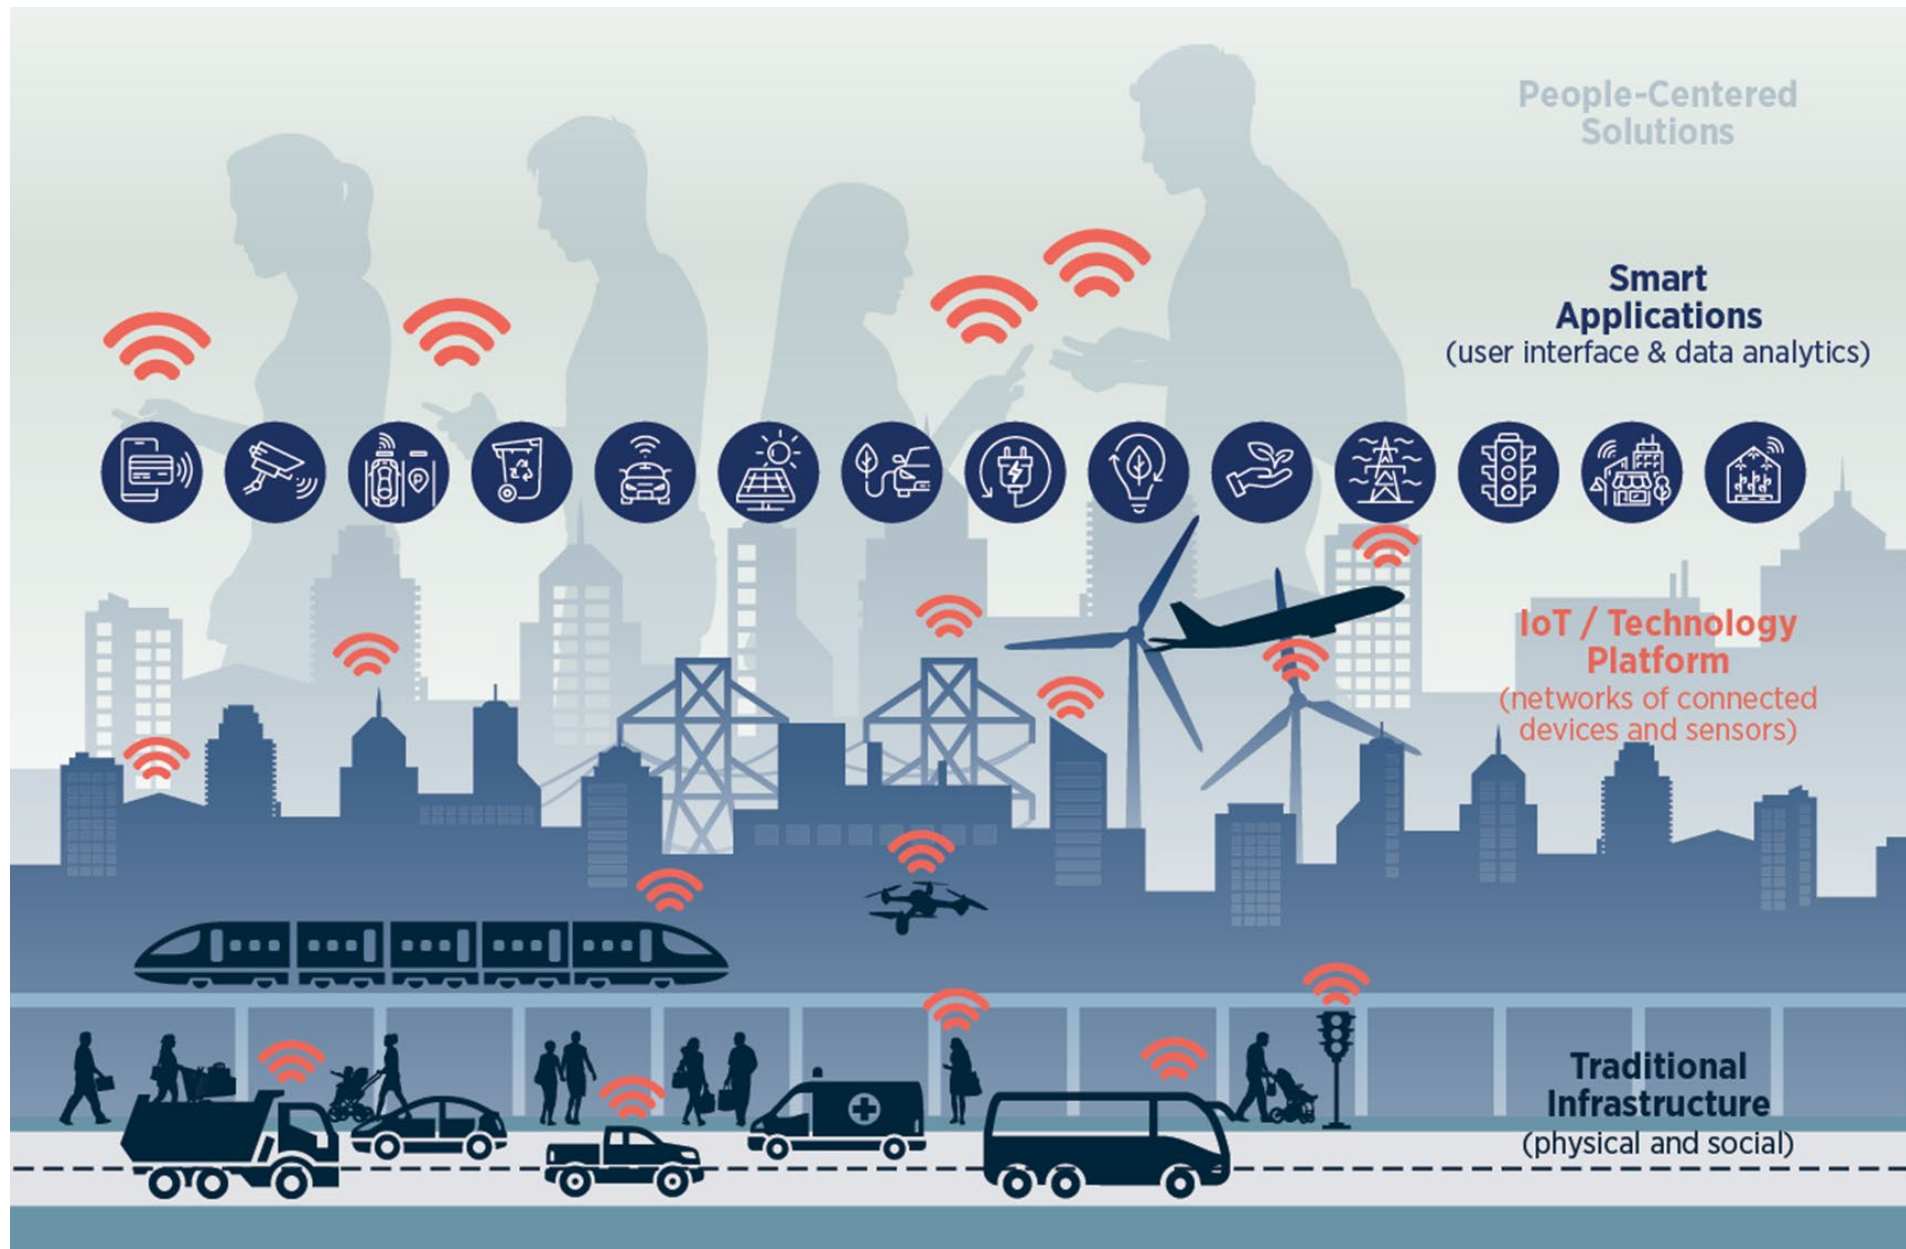 People-Centered
Solutions
Smart
Applications
(user interface & data analytics)
P
IoT / Technology
Platform
(networks of connected
devices and sensors)
Traditional
Infrastructure
(physical and social)